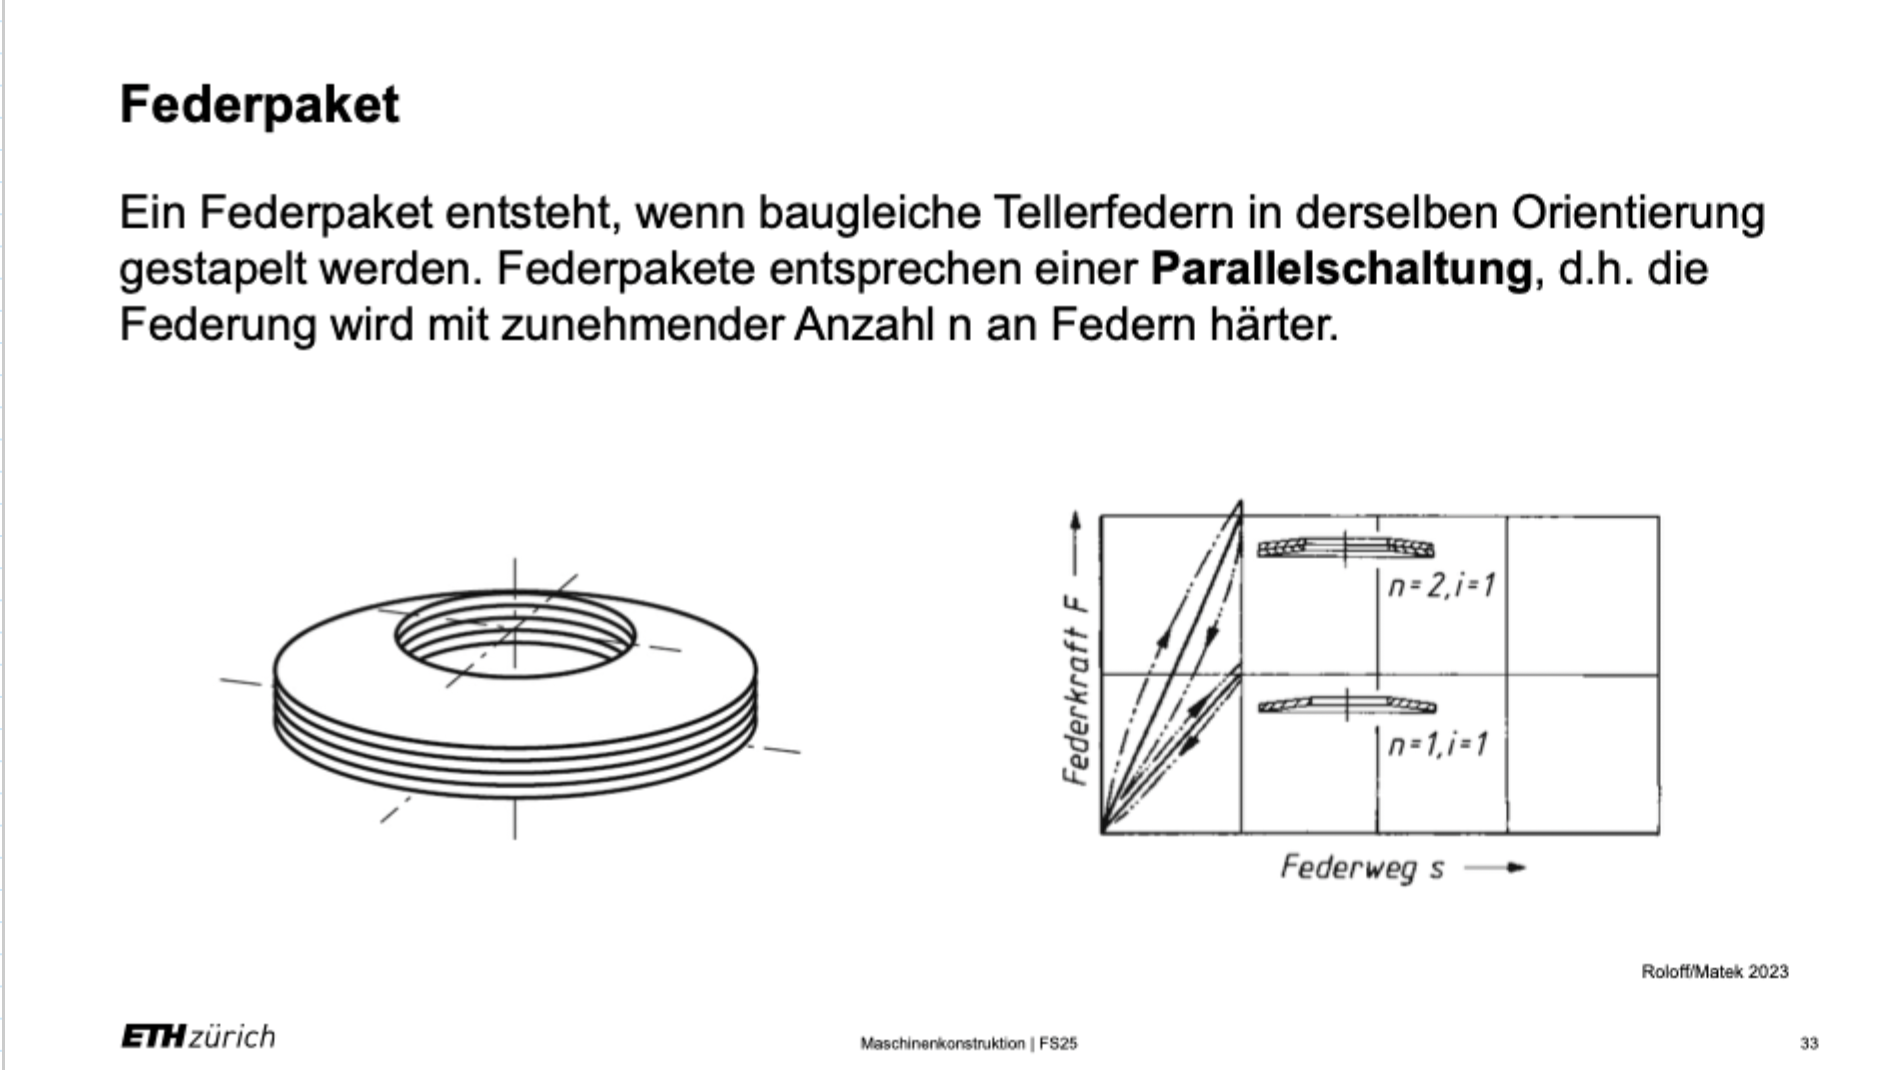 Federpaket
Ein Federpaket entsteht, wenn baugleiche Tellerfedern in derselben Orientierung
gestapelt werden. Federpakete entsprechen einer Parallelschaltung, d.h. die
Federung wird mit zunehmender Anzahl n an Federn härter.
Federkraft F
n=2,i=1
n=1,i=1
Federweg s
Roloff/Matek 2023
ETH zürich
Maschinenkonstruktion | FS25
33